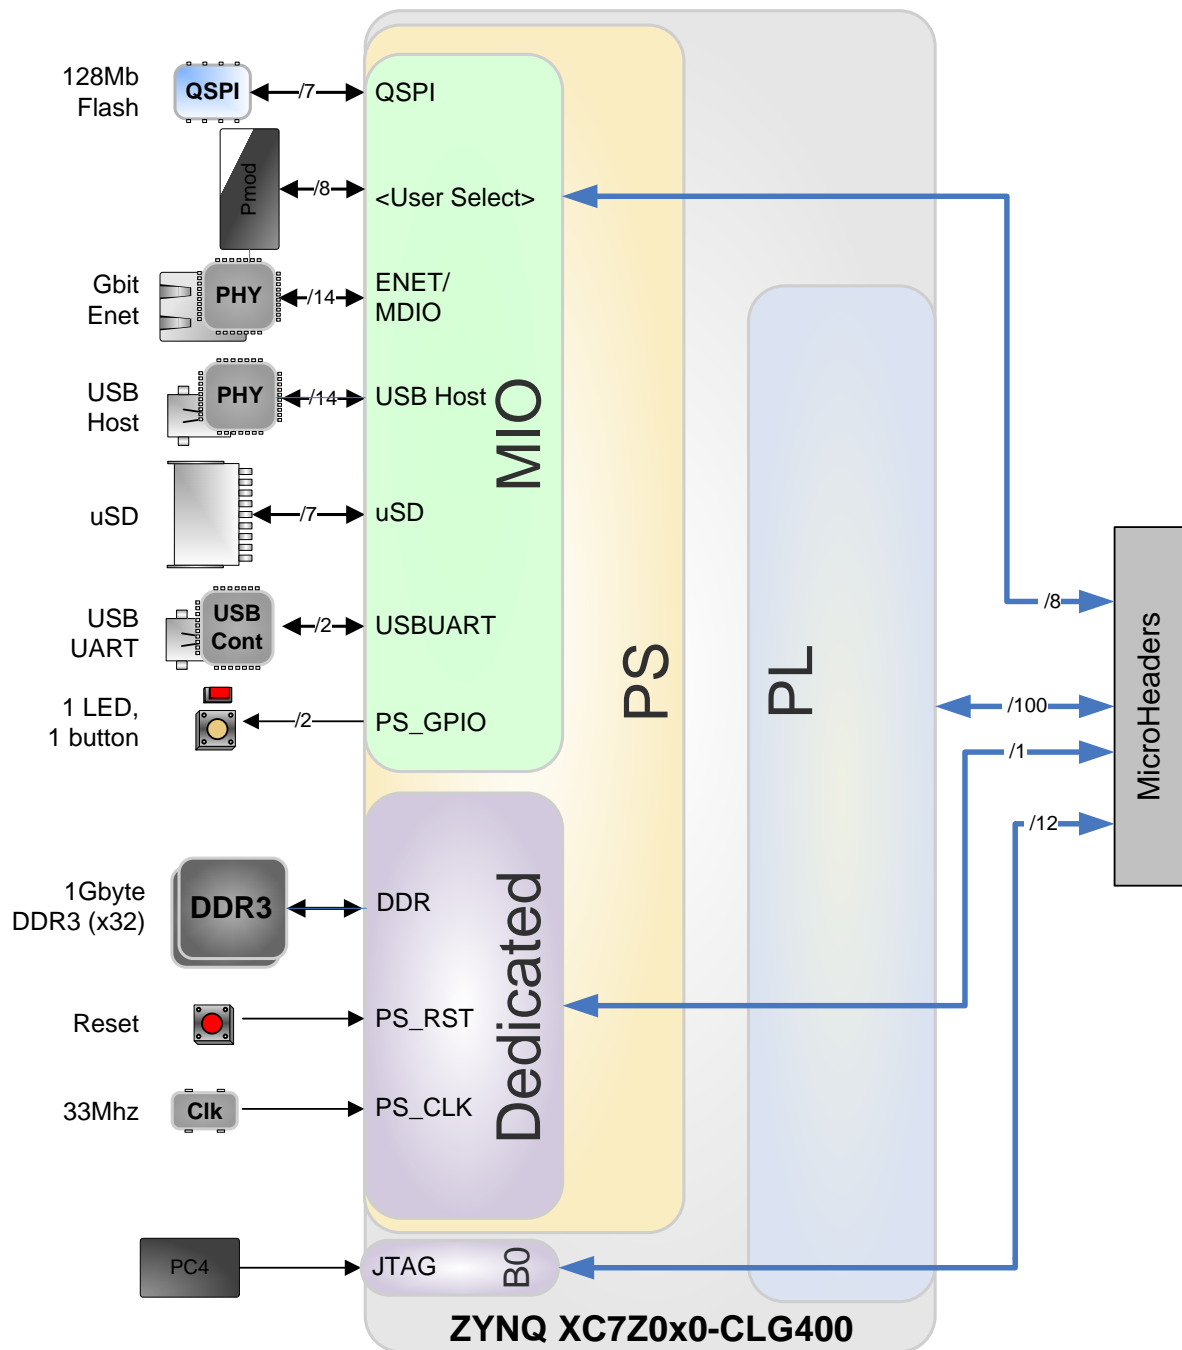 128Mb
Flash
QSPI
/7
QSPI
Pmod
/8
<User Select>
Gbit
Enet
PHY
/14
ENET/
MDIO
USB
Host
PHY
/14
USB Host
MIO
uSD
/7
uSD
USB
UART
USB
Cont
/2
USBUART
1 LED,
1 button
/2
PS_GPIO
PS
PL
/8
/100
/1
/12
MicroHeaders
1Gbyte
DDR3 (x32)
DDR3
DDR
Dedicated
Reset
PS_RST
33Mhz
Clk
PS_CLK
PC4
JTAG
B0
ZYNQ XC7Z0x0-CLG400